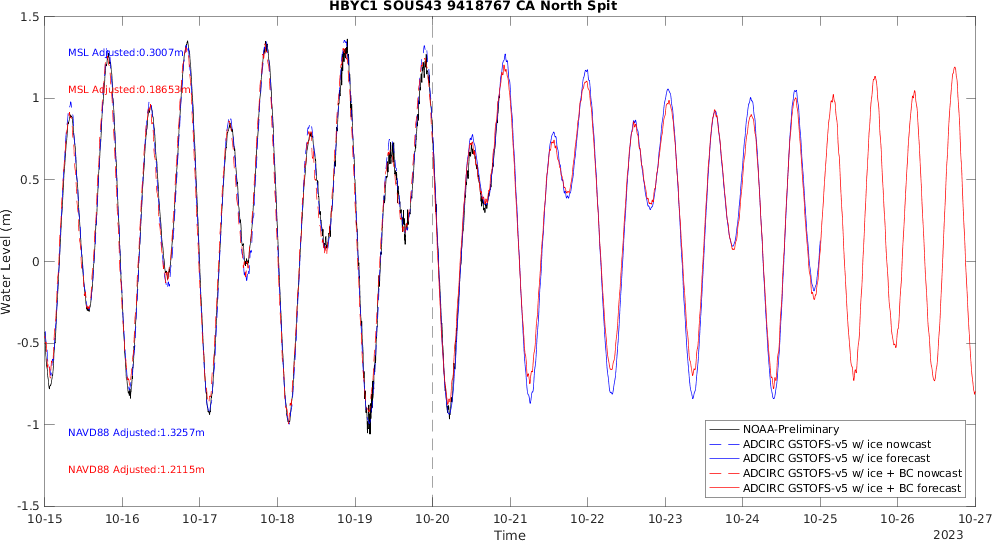 HBYC1 SOUS43 9418767 CA North Spit
1.5
1
0.5
0
-0.5
-1
-1.5
Water Level (m)
MSL Adjusted:0.3007m
MSL Adjusted:0.18653m
NAVD88 Adjusted:1.3257m
NAVD88 Adjusted:1.2115m
NOAA-Preliminary
ADCIRC GSTOFS-v5 w/ ice nowcast
ADCIRC GSTOFS-v5 w/ ice forecast
ADCIRC GSTOFS-v5 w/ ice + BC nowcast
ADCIRC GSTOFS-v5 w/ ice + BC forecast
10-15 10-16 10-17 10-18 10-19 10-20 10-21 10-22 10-23 10-24 10-25 10-26 10-27
Time
2023